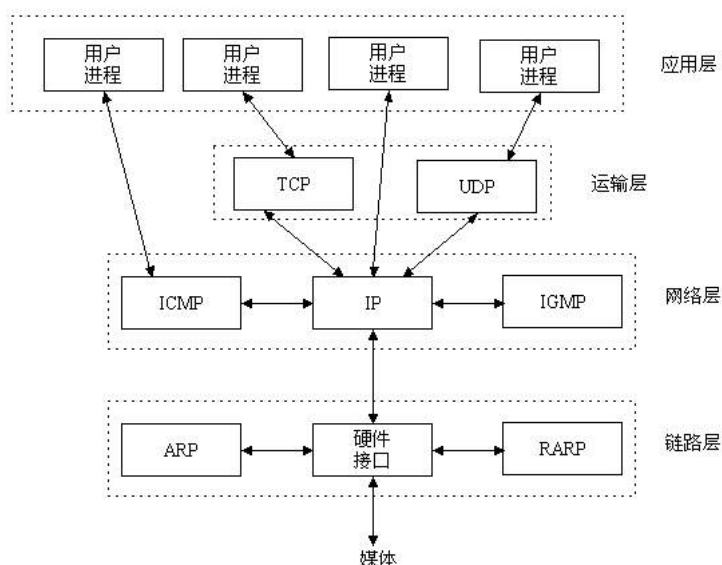 用户
进程
用户
进程
用户
进程
用户
进程
应用层
TCP
UDP
运输层
ICMP
IP
IGMP
网络层
ARP
硬件
接口
RARP
链路层
媒体